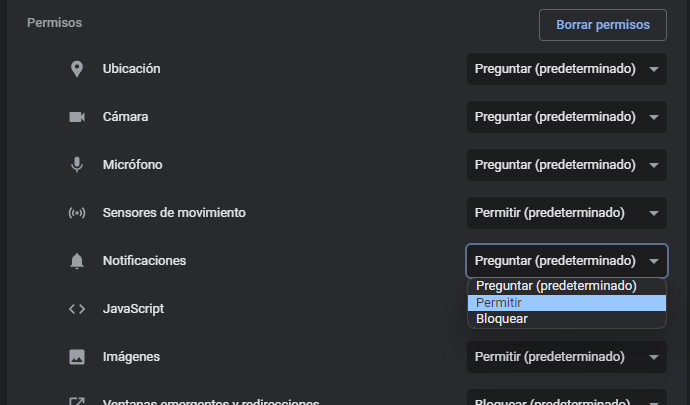 Permisos
Borrar permisos
Ubicación
Preguntar (predeterminado)
Cámara
Preguntar (predeterminado)
Micrófono
Preguntar (predeterminado)
Sensores de movimiento
Permitir (predeterminado)
Notificaciones
Preguntar (predeterminado)
Preguntar (predeterminado)
Permitir
Bloquear
JavaScript
Imágenes
Permitir (predeterminado)
Ventanas emergentes y redirecciones
Bloquear (predeterminado)